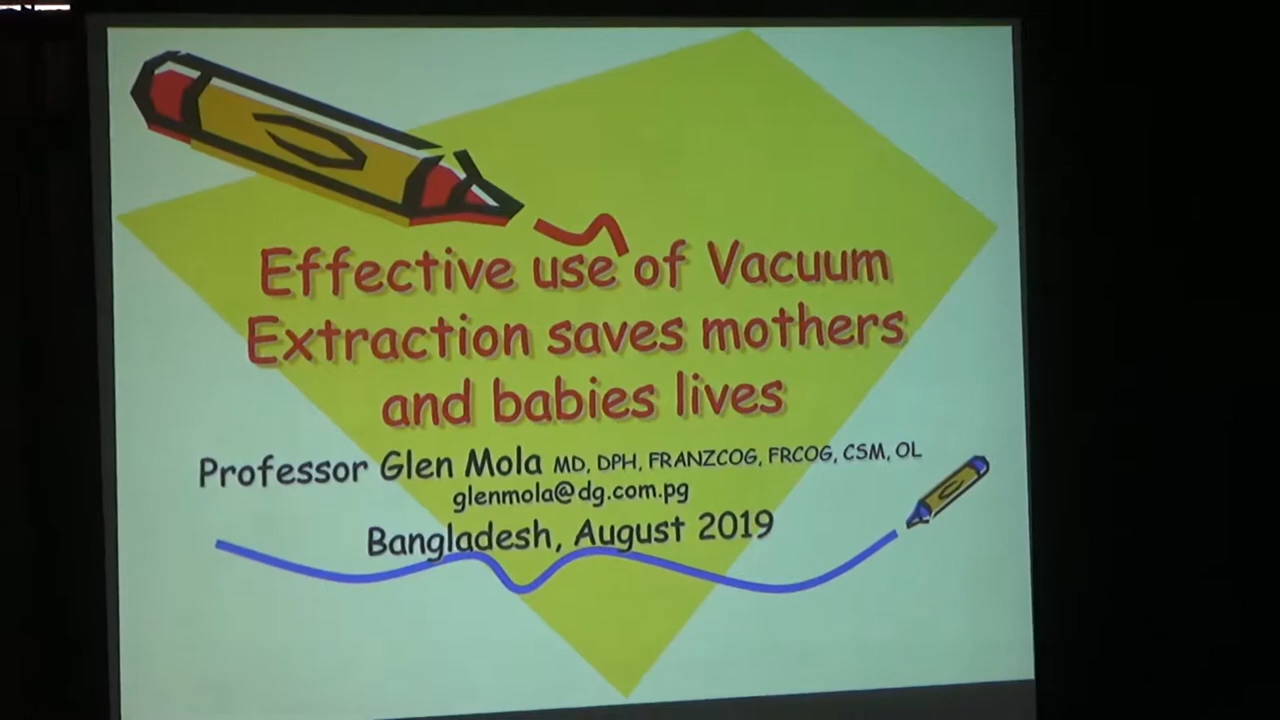 Effective use of Vacuum
Extraction saves mothers
and babies lives
Professor Glen Mola MD, DPH, FRANZCOG, FRCOG, CSM, OL
glenmola@dg.com.pg
Bangladesh, August 2019